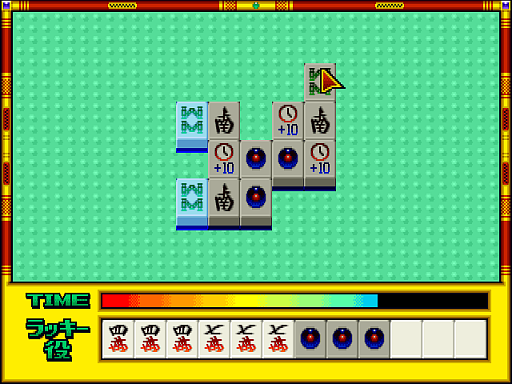 南
+10
南
+10
+10
南
TIME
ラッキー
役
四 四 四 七 七 七
萬 萬 萬 萬 萬 萬